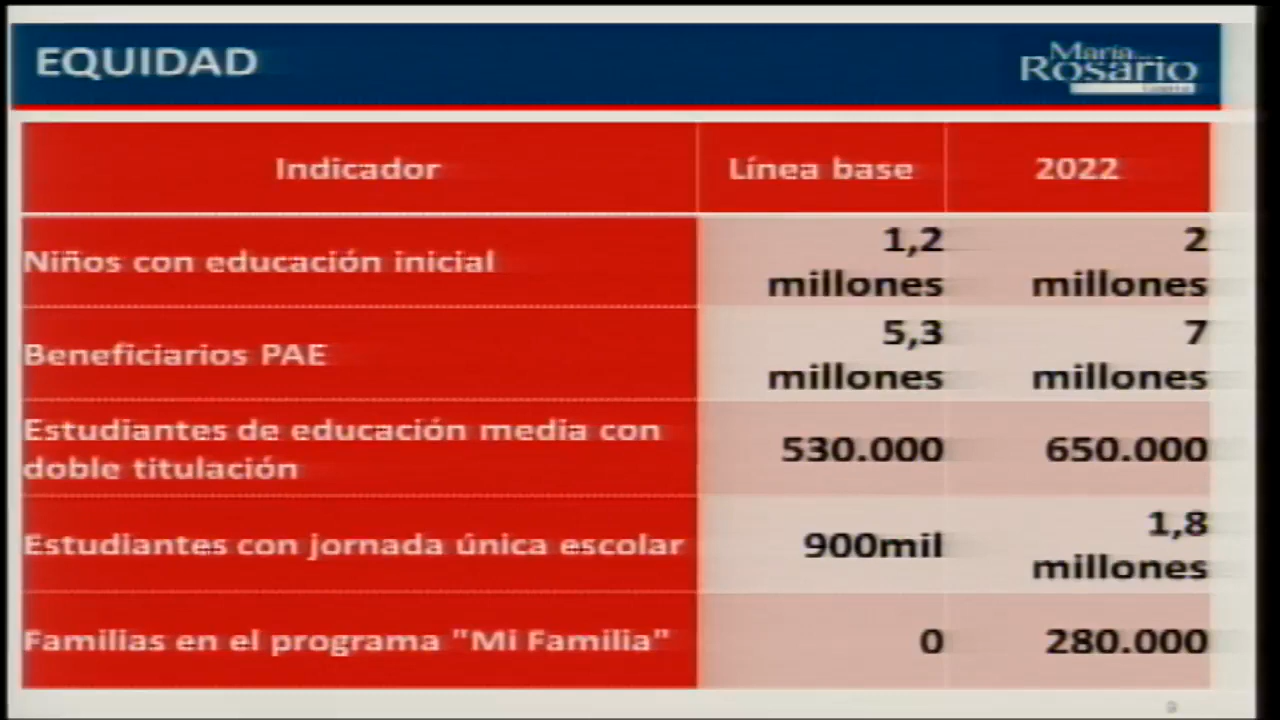 EQUIDAD
María
Rosario
Indicador Línea base 2022
Niños con educación inicial 1,2 millones 2 millones
Beneficiarios PAE 5,3 millones 7 millones
Estudiantes de educación media con
doble titulación 530.000 650.000
Estudiantes con jornada única escolar 900mil 1,8 millones
Familias en el programa "Mi Familia" 0 280.000
9